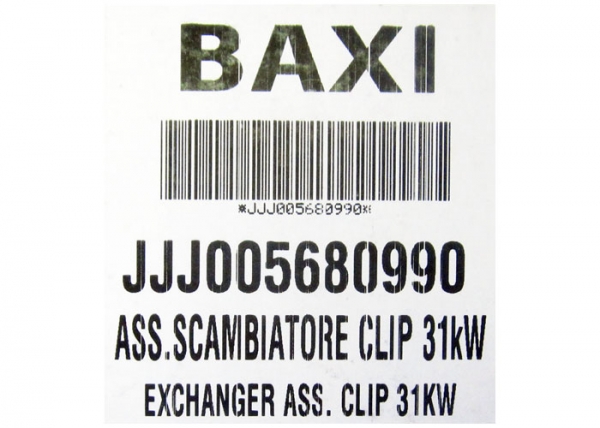 BAXI
*JJJ005680990*
JJJ005680990
ASS.SCAMBIATORE CLIP 31kW
EXCHANGER ASS. CLIP 31KW